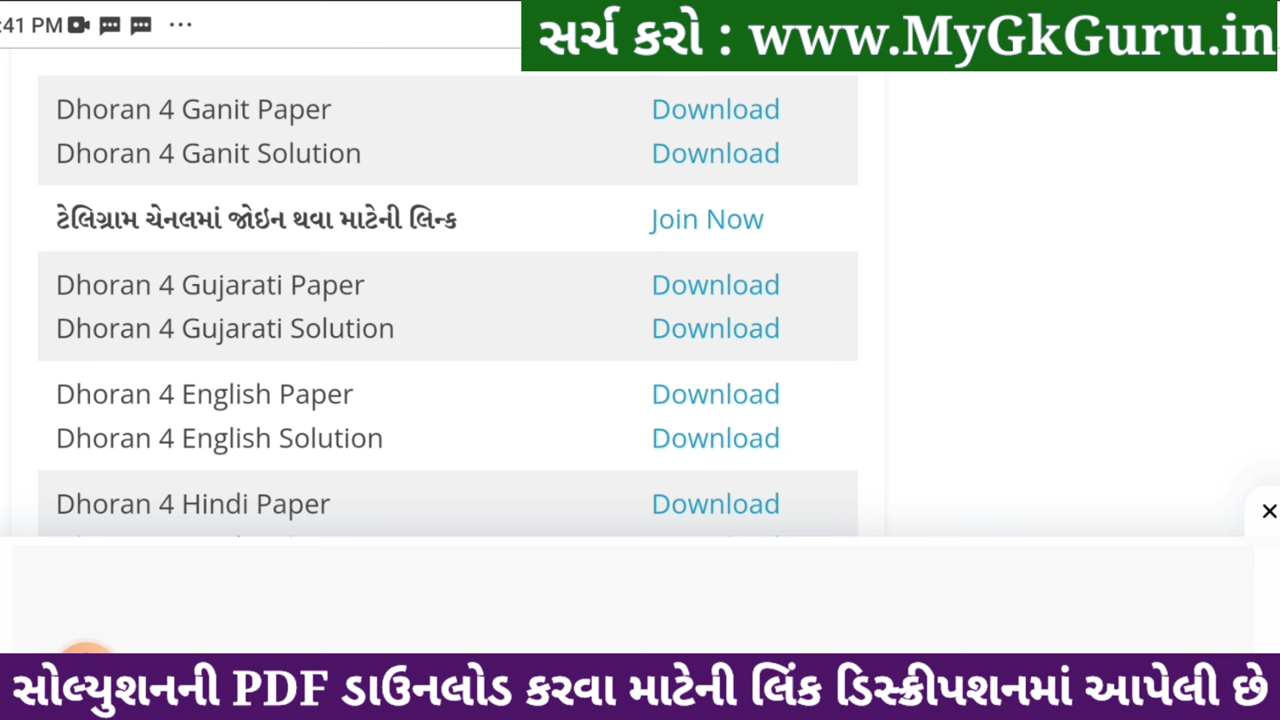 :41 PM
સર્ચ કરો : www.MyGkGuru.in
Dhoran 4 Ganit Paper Download
Dhoran 4 Ganit Solution Download
ટેલિગ્રામ ચેનલમાં જોઇન થવા માટેની લિન્ક Join Now
Dhoran 4 Gujarati Paper Download
Dhoran 4 Gujarati Solution Download
Dhoran 4 English Paper Download
Dhoran 4 English Solution Download
Dhoran 4 Hindi Paper Download
સોલ્યુશનની PDF ડાઉનલોડ કરવા માટેની લિંક ડિસ્ક્રીપશનમાં આપેલી છે